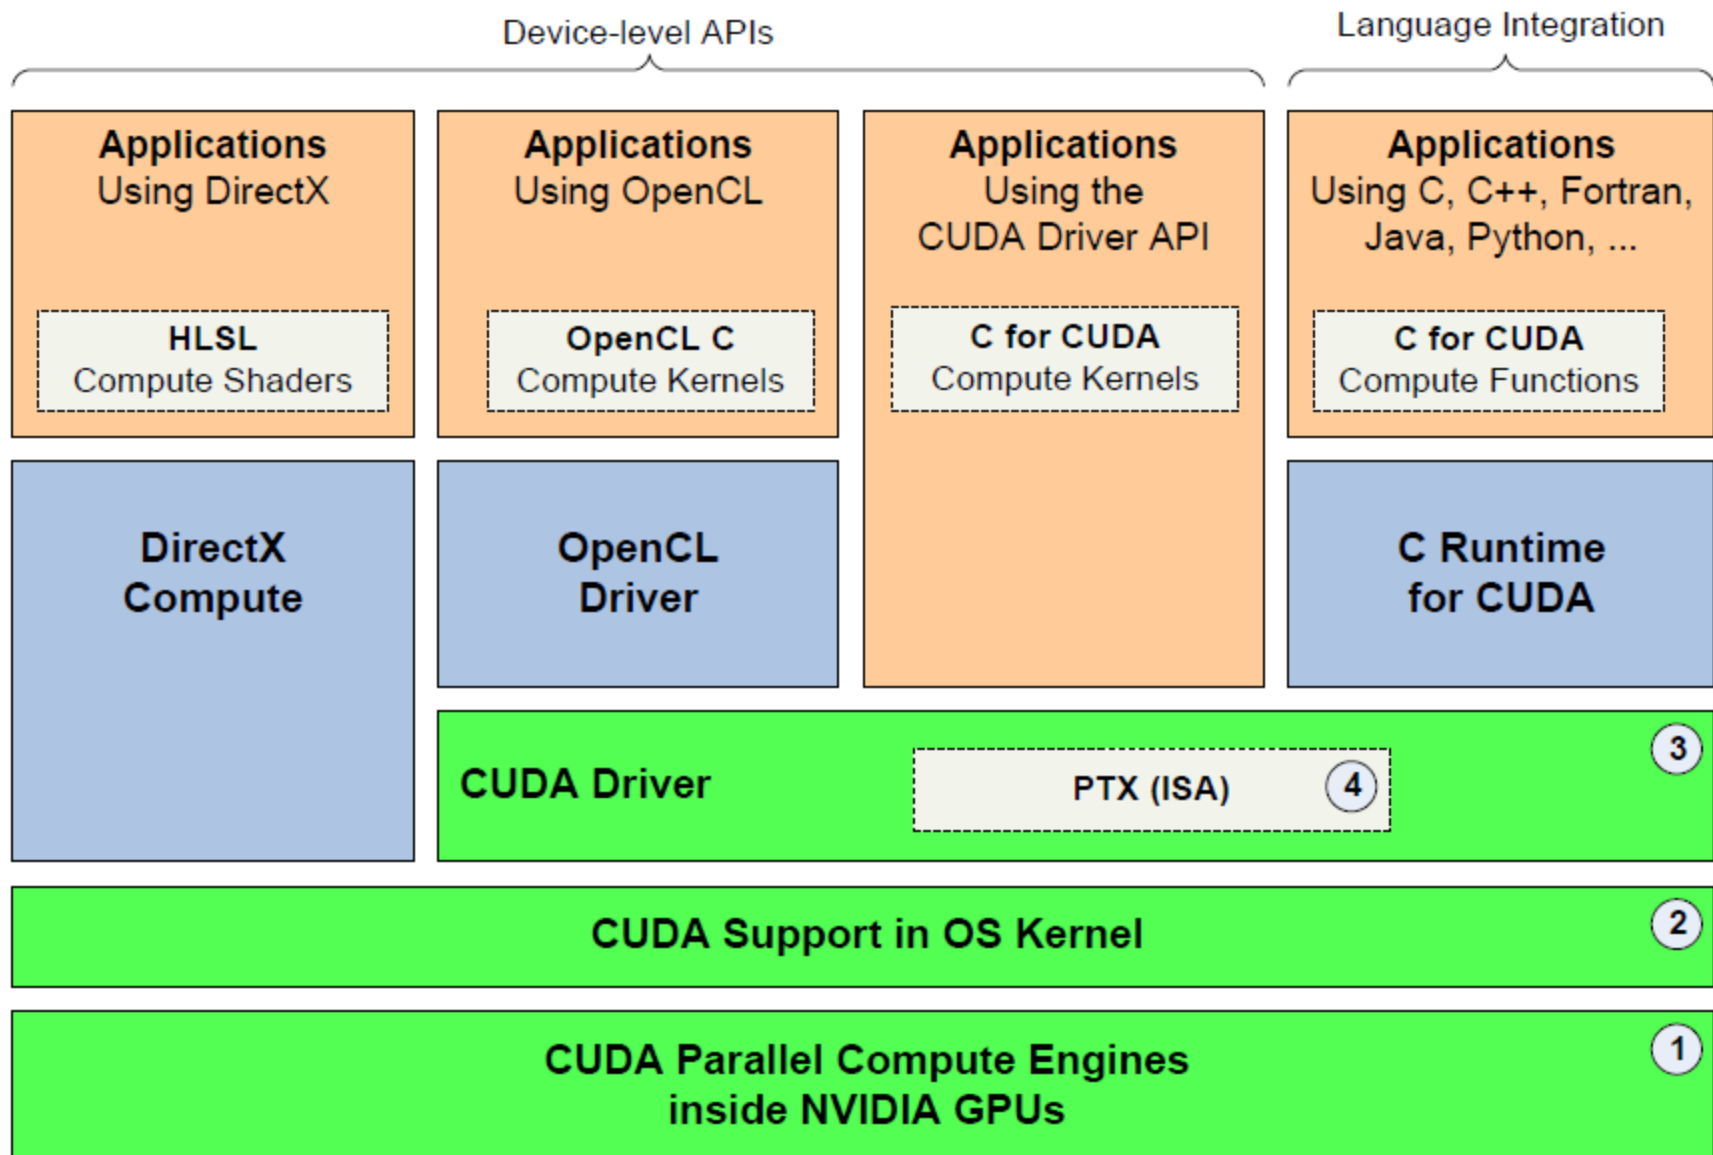 Device-level APIs
Language Integration
Applications
Using DirectX
HLSL
Compute Shaders
Applications
Using OpenCL
OpenCL C
Compute Kernels
Applications
Using the
CUDA Driver API
C for CUDA
Compute Kernels
Applications
Using C, C++, Fortran,
Java, Python, ...
C for CUDA
Compute Functions
DirectX
Compute
OpenCL
Driver
C Runtime
for CUDA
CUDA Driver
PTX (ISA)
4
3
CUDA Support in OS Kernel
2
CUDA Parallel Compute Engines
inside NVIDIA GPUs
1